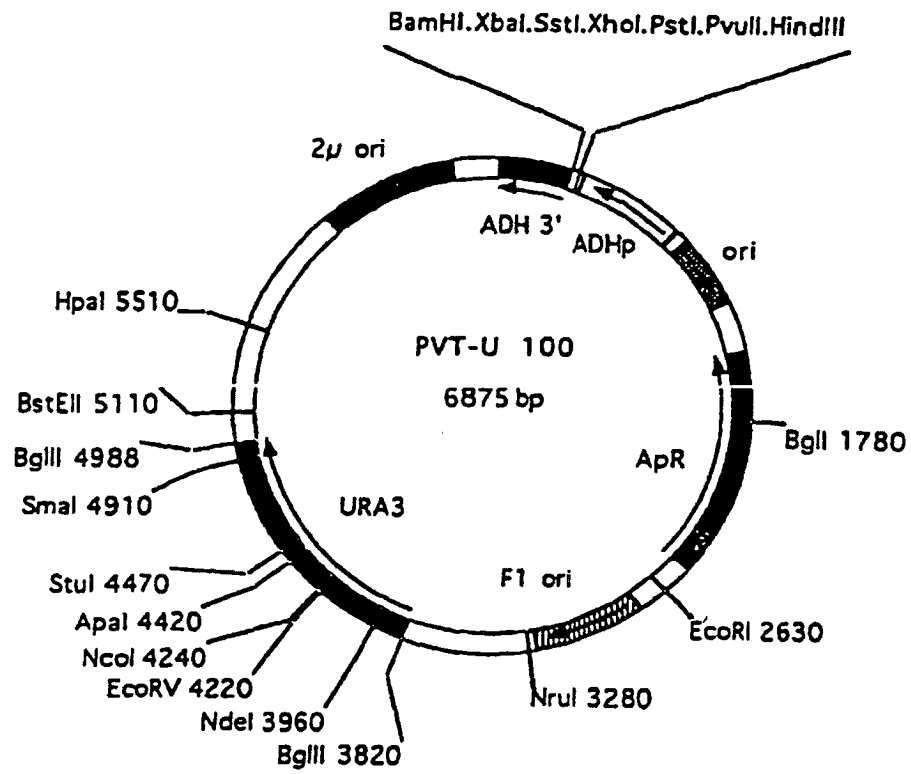 BamHI.XbaI.SstI.XhoI.PstI.PvuII.HindIII
2µ ori
ADH 3'
ADHp
ori
HpaI 5510
PVT-U 100
6875 bp
BstEII 5110
BglII 4988
SmaI 4910
BglI 1780
ApR
URA3
StuI 4470
ApaI 4420
NcoI 4240
EcoRV 4220
NdeI 3960
BglII 3820
F1 ori
EcoRI 2630
NruI 3280